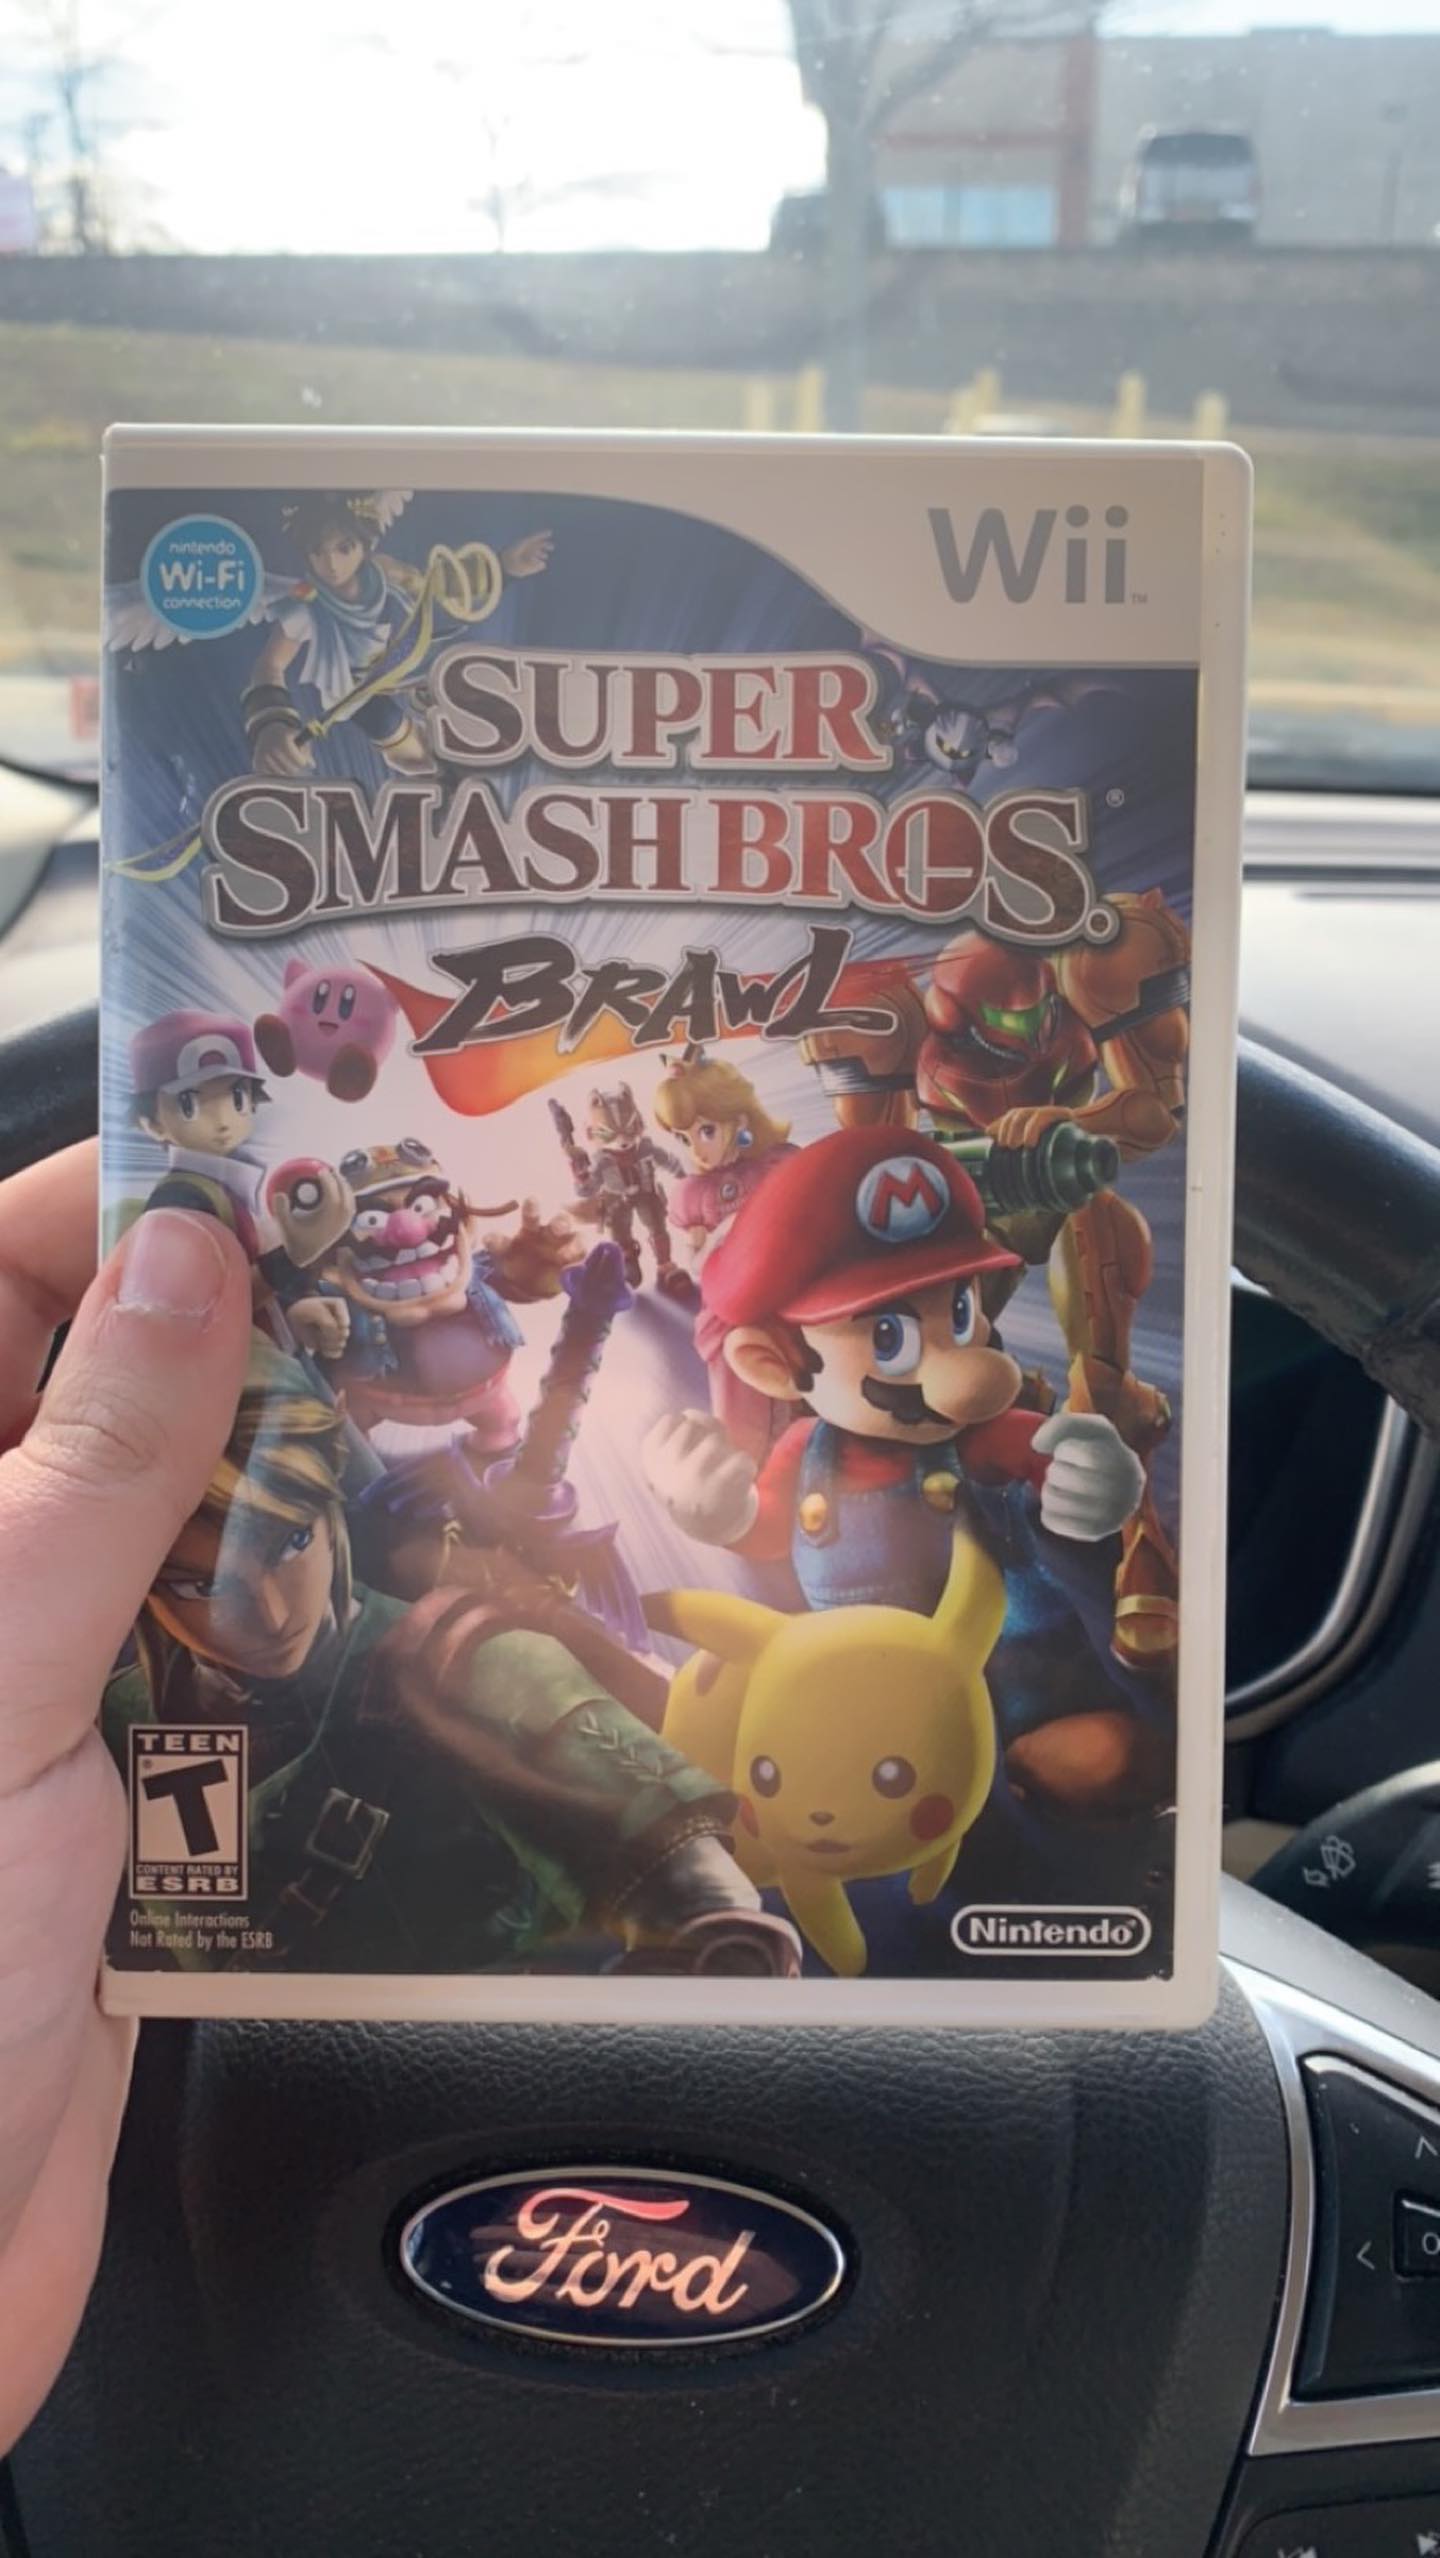 nintendo
Wi-Fi
connection
Wii™
SUPER
SMASH BROS.®
BRAWL
M
TEEN
T
®
CONTENT RATED BY
ESRB
Online Interactions
Not Rated by the ESRB
Nintendo®
Ford